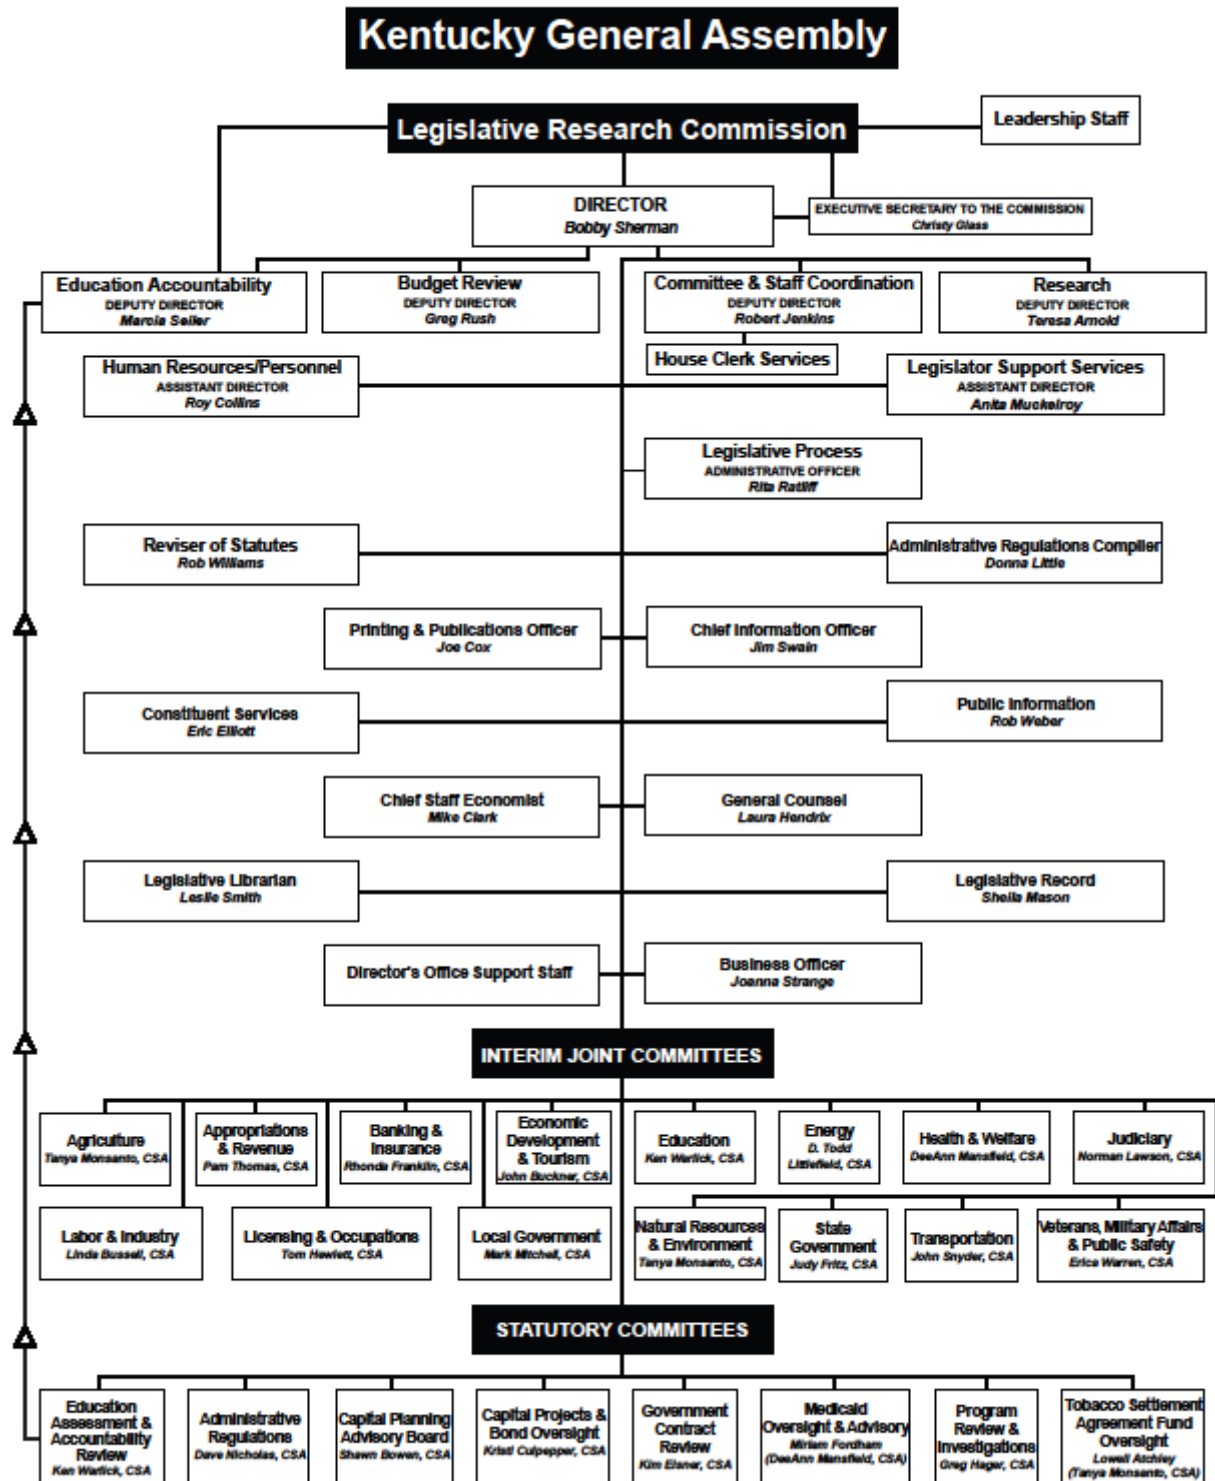 Kentucky General Assembly
Legislative Research Commission
Leadership Staff
DIRECTOR
Bobby Sherman
EXECUTIVE SECRETARY TO THE COMMISSION
Christy Glass
Education Accountability
DEPUTY DIRECTOR
Marcia Seiler
Budget Review
DEPUTY DIRECTOR
Greg Rush
Committee & Staff Coordination
DEPUTY DIRECTOR
Robert Jenkins
Research
DEPUTY DIRECTOR
Teresa Arnold
House Clerk Services
Human Resources/Personnel
ASSISTANT DIRECTOR
Roy Collins
Legislator Support Services
ASSISTANT DIRECTOR
Anita Muckelroy
Legislative Process
ADMINISTRATIVE OFFICER
Rita Ratliff
Reviser of Statutes
Rob Williams
Administrative Regulations Compiler
Donna Little
Printing & Publications Officer
Joe Cox
Chief Information Officer
Jim Swain
Constituent Services
Eric Elliott
Public Information
Rob Weber
Chief Staff Economist
Mike Clark
General Counsel
Laura Hendrix
Legislative Librarian
Leslie Smith
Legislative Record
Sheila Mason
Director's Office Support Staff
Business Officer
Joanna Strange
INTERIM JOINT COMMITTEES
Agriculture
Tanya Monsanto, CSA
Appropriations
& Revenue
Pam Thomas, CSA
Banking &
Insurance
Rhonda Franklin, CSA
Economic
Development
& Tourism
John Buckner, CSA
Education
Ken Warlick, CSA
Energy
D. Todd
Littlefield, CSA
Health & Welfare
DeeAnn Mansfield, CSA
Judiciary
Norman Lawson, CSA
Labor & Industry
Linda Bussell, CSA
Licensing & Occupations
Tom Hewlett, CSA
Local Government
Mark Mitchell, CSA
Natural Resources
& Environment
Tanya Monsanto, CSA
State
Government
Judy Fritz, CSA
Transportation
John Snyder, CSA
Veterans, Military Affairs
& Public Safety
Erica Warren, CSA
STATUTORY COMMITTEES
Education
Assessment &
Accountability
Review
Ken Warlick, CSA
Administrative
Regulations
Dave Nicholas, CSA
Capital Planning
Advisory Board
Shawn Bowen, CSA
Capital Projects &
Bond Oversight
Kristi Culpepper, CSA
Government
Contract
Review
Kim Eisner, CSA
Medicaid
Oversight & Advisory
Miriam Fordham
(DeeAnn Mansfield, CSA)
Program
Review &
Investigations
Greg Hager, CSA
Tobacco Settlement
Agreement Fund
Oversight
Lowell Atchley
(Tanya Monsanto, CSA)